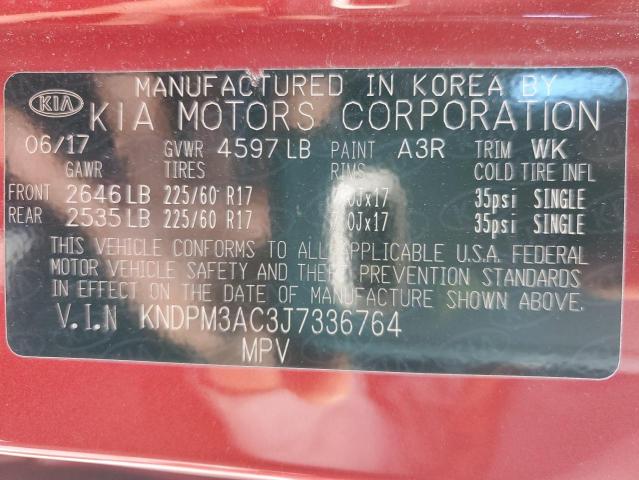 MANUFACTURED IN KOREA BY
KIA KIA MOTORS CORPORATION
06/17 GVWR 4597 LB PAINT A3R TRIM WK
GAWR TIRES RIMS COLD TIRE INFL
FRONT 2646 LB 225/60 R17 35psi SINGLE
REAR 2535 LB 225/60 R17 35psi SINGLE
THIS VEHICLE CONFORMS TO ALL APPLICABLE U.S.A. FEDERAL
MOTOR VEHICLE SAFETY AND THEFT PREVENTION STANDARDS
IN EFFECT ON THE DATE OF MANUFACTURE SHOWN ABOVE.
V.I.N KNDPM3AC3J7336764
MPV